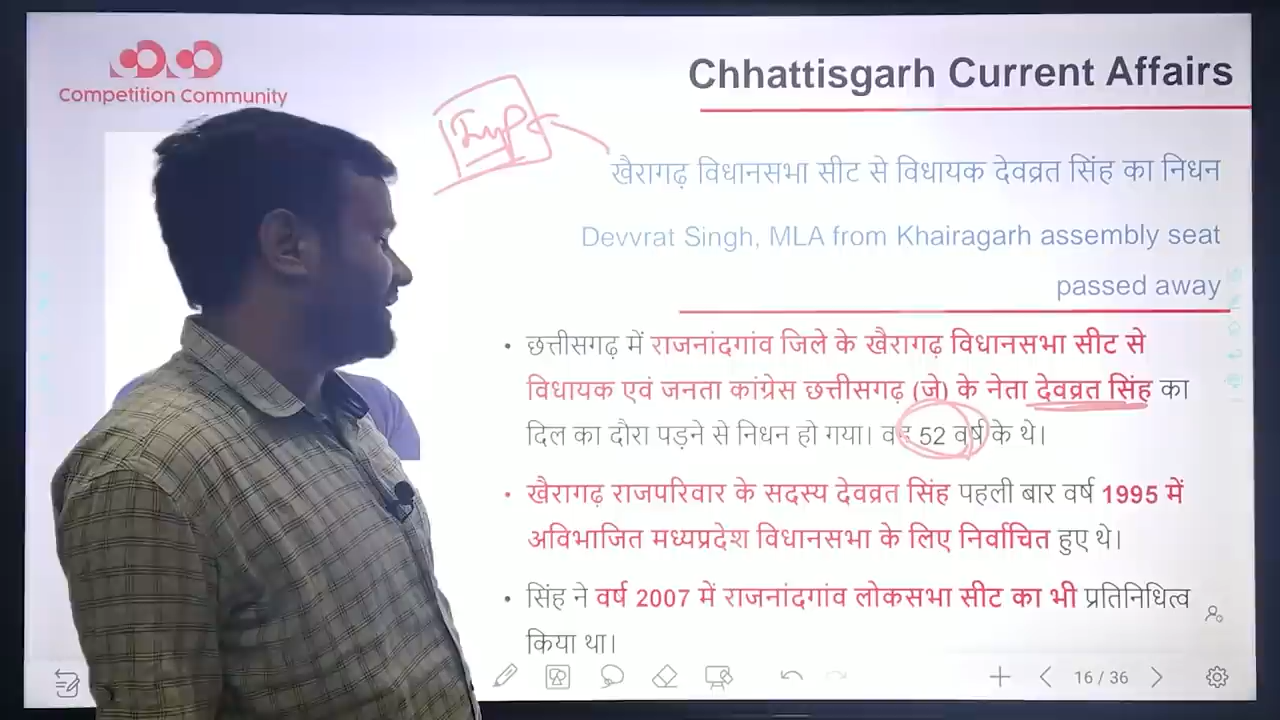 Competition Community
Chhattisgarh Current Affairs
Imp
खैरागढ़ विधानसभा सीट से विधायक देवव्रत सिंह का निधन
Devvrat Singh, MLA from Khairagarh assembly seat
passed away
• छत्तीसगढ़ में राजनांदगांव जिले के खैरागढ़ विधानसभा सीट से
विधायक एवं जनता कांग्रेस छत्तीसगढ़ (जे) के नेता देवव्रत सिंह का
दिल का दौरा पड़ने से निधन हो गया। वह 52 वर्ष के थे।
• खैरागढ़ राजपरिवार के सदस्य देवव्रत सिंह पहली बार वर्ष 1995 में
अविभाजित मध्यप्रदेश विधानसभा के लिए निर्वाचित हुए थे।
• सिंह ने वर्ष 2007 में राजनांदगांव लोकसभा सीट का भी प्रतिनिधित्व
किया था।
16 / 36